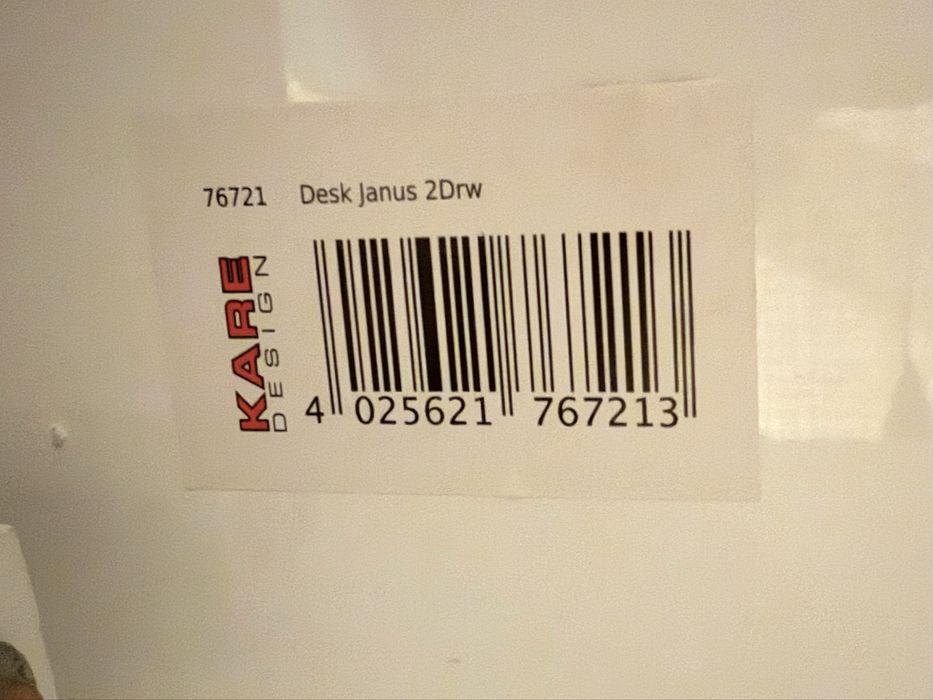 76721 Desk Janus 2Drw
KARE
DESIGN
4 025621 767213